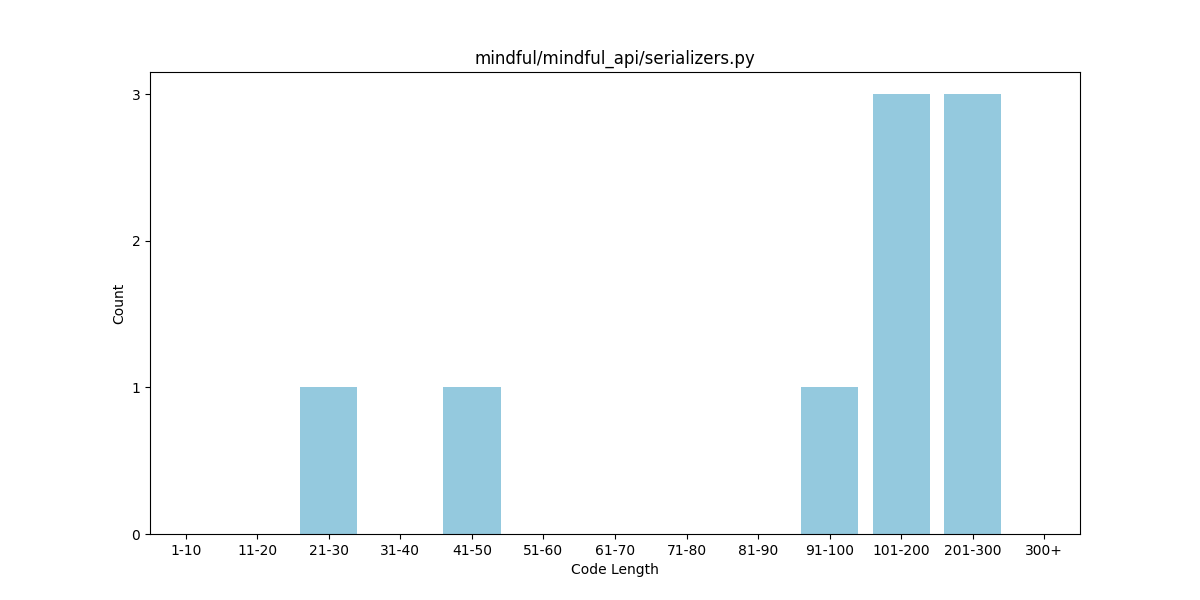 mindful/mindful_api/serializers.py
3
2
1
0
Count
1-10 11-20 21-30 31-40 41-50 51-60 61-70 71-80 81-90 91-100 101-200 201-300 300+
Code Length